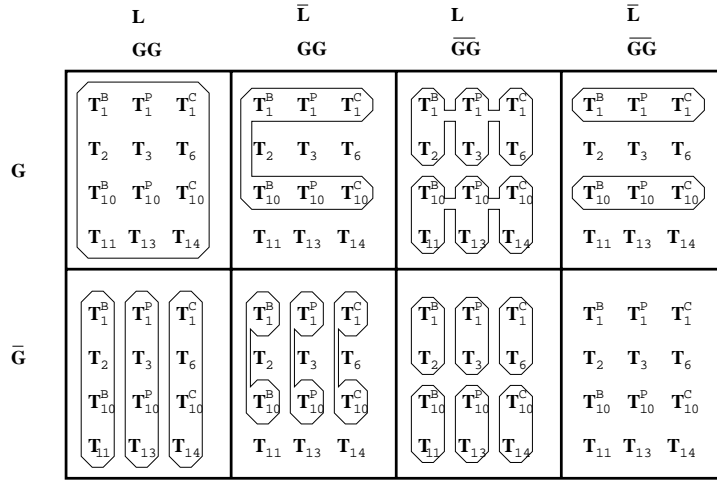 L L̅ L L̅
GG GG G̅G̅ G̅G̅
G
T₁ᴮ T₁ᴾ T₁ᶜ T₁ᴮ T₁ᴾ T₁ᶜ T₁ᴮ T₁ᴾ T₁ᶜ T₁ᴮ T₁ᴾ T₁ᶜ
T₂ T₃ T₆ T₂ T₃ T₆ T₂ T₃ T₆ T₂ T₃ T₆
T₁₀ᴮ T₁₀ᴾ T₁₀ᶜ T₁₀ᴮ T₁₀ᴾ T₁₀ᶜ T₁₀ᴮ T₁₀ᴾ T₁₀ᶜ T₁₀ᴮ T₁₀ᴾ T₁₀ᶜ
T₁₁ T₁₃ T₁₄ T₁₁ T₁₃ T₁₄ T₁₁ T₁₃ T₁₄ T₁₁ T₁₃ T₁₄
G̅
T₁ᴮ T₁ᴾ T₁ᶜ T₁ᴮ T₁ᴾ T₁ᶜ T₁ᴮ T₁ᴾ T₁ᶜ T₁ᴮ T₁ᴾ T₁ᶜ
T₂ T₃ T₆ T₂ T₃ T₆ T₂ T₃ T₆ T₂ T₃ T₆
T₁₀ᴮ T₁₀ᴾ T₁₀ᶜ T₁₀ᴮ T₁₀ᴾ T₁₀ᶜ T₁₀ᴮ T₁₀ᴾ T₁₀ᶜ T₁₀ᴮ T₁₀ᴾ T₁₀ᶜ
T₁₁ T₁₃ T₁₄ T₁₁ T₁₃ T₁₄ T₁₁ T₁₃ T₁₄ T₁₁ T₁₃ T₁₄